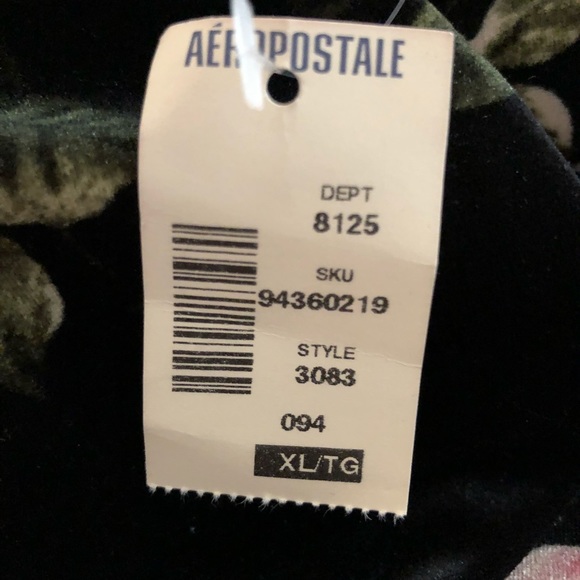 AÉROPOSTALE
DEPT
8125
SKU
94360219
STYLE
3083
094
XL/TG